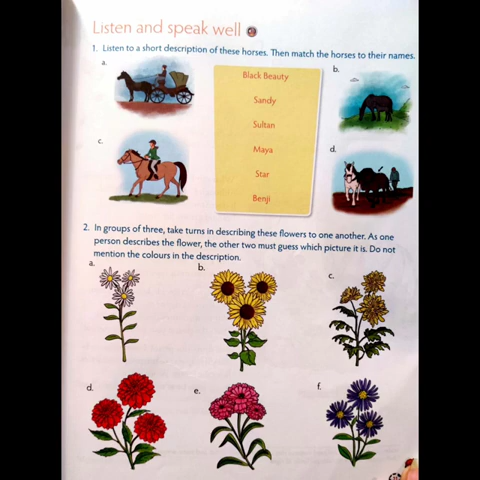 Listen and speak well
1. Listen to a short description of these horses. Then match the horses to their names.
a.
b.
Black Beauty
Sandy
Sultan
c.
d.
Maya
Star
Benji
2. In groups of three, take turns in describing these flowers to one another. As one
person describes the flower, the other two must guess which picture it is. Do not
mention the colours in the description.
a.
b.
c.
d.
e.
f.